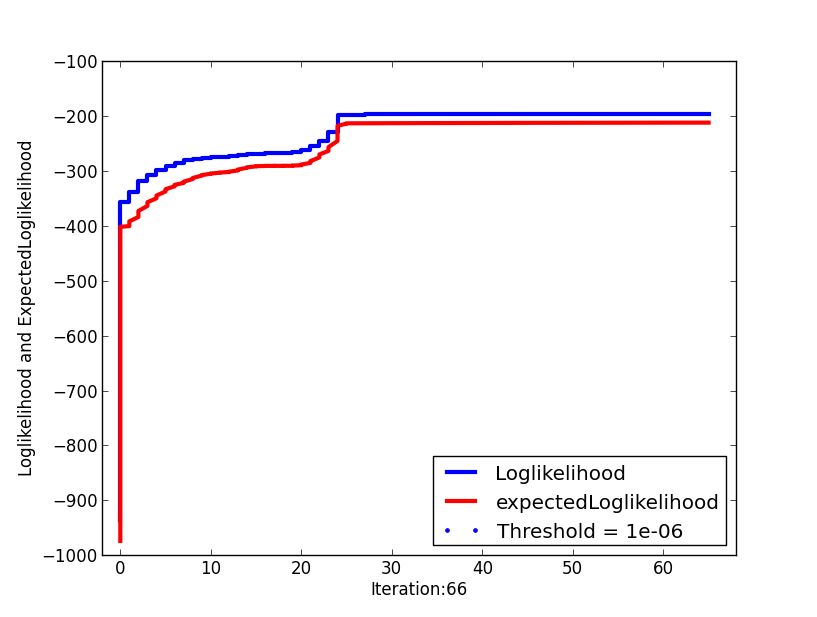 Loglikelihood and ExpectedLoglikelihood
−100
−200
−300
−400
−500
−600
−700
−800
−900
−1000
0 10 20 30 40 50 60
Iteration:66
Loglikelihood
expectedLoglikelihood
Threshold = 1e-06